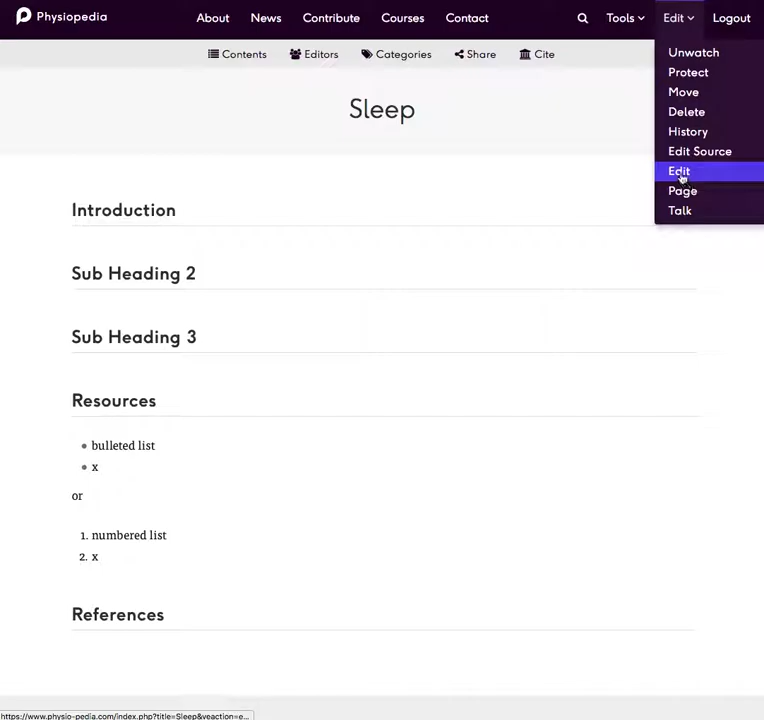 Physiopedia About News Contribute Courses Contact Tools Edit Logout
Contents Editors Categories Share Cite
Unwatch
Protect
Move
Delete
History
Edit Source
Edit
Page
Talk
Sleep
Introduction
Sub Heading 2
Sub Heading 3
Resources
• bulleted list
• x
or
1. numbered list
2. x
References
https://www.physio-pedia.com/index.php?title=Sleep&veaction=e...